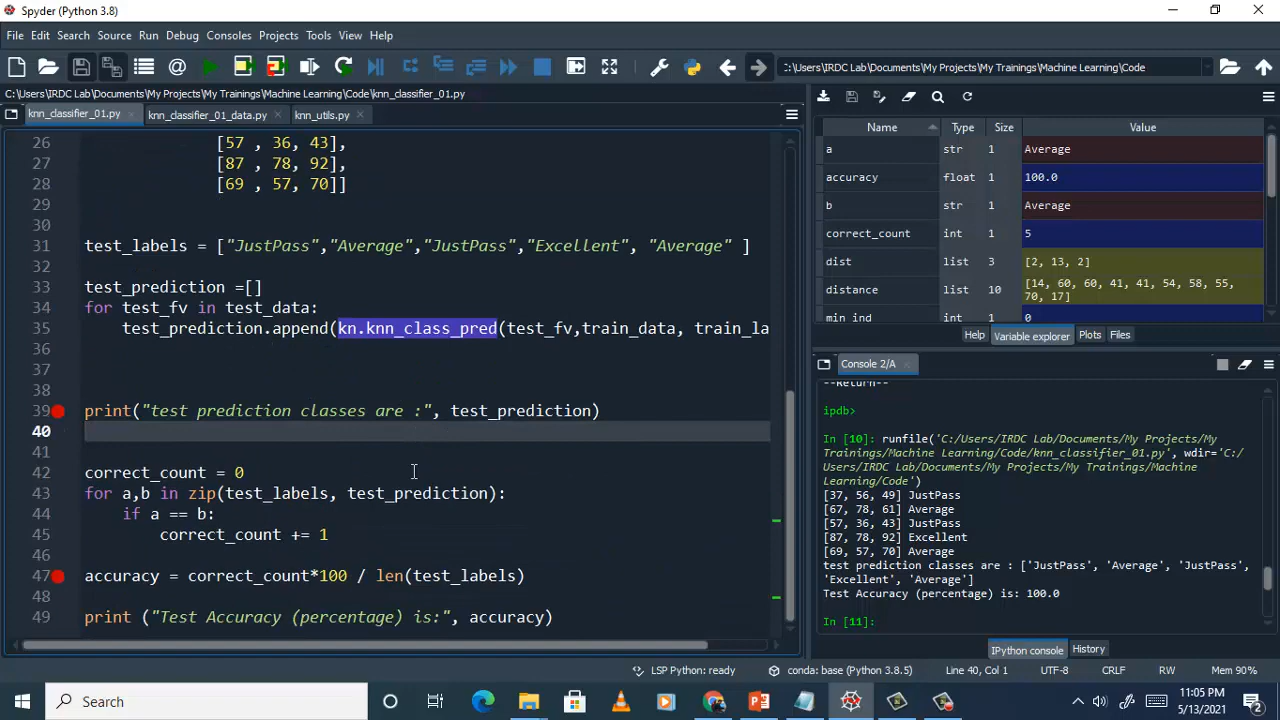 Spyder (Python 3.8)
File Edit Search Source Run Debug Consoles Projects Tools View Help
:\Users\IRDC Lab\Documents\My Projects\My Trainings\Machine Learning\Code
C:\Users\IRDC Lab\Documents\My Projects\My Trainings\Machine Learning\Code\knn_classifier_01.py
knn_classifier_01.py knn_classifier_01_data.py knn_utils.py
26 [57 , 36, 43],
27 [87 , 78, 92],
28 [69 , 57, 70]]
29
30
31 test_labels = ["JustPass","Average","JustPass","Excellent", "Average" ]
32
33 test_prediction =[]
34 for test_fv in test_data:
35 test_prediction.append(kn.knn_class_pred(test_fv,train_data, train_la
36
37
38
39 print("test prediction classes are :", test_prediction)
40
41
42 correct_count = 0
43 for a,b in zip(test_labels, test_prediction):
44 if a == b:
45 correct_count += 1
46
47 accuracy = correct_count*100 / len(test_labels)
48
49 print ("Test Accuracy (percentage) is:", accuracy)
Name Type Size Value
a str 1 Average
accuracy float 1 100.0
b str 1 Average
correct_count int 1 5
dist list 3 [2, 13, 2]
distance list 10 [14, 60, 60, 41, 41, 54, 58, 55,
70, 17]
min ind int 1 0
Help Variable explorer Plots Files
Console 2/A
--Return--
ipdb>
In [10]: runfile('C:/Users/IRDC Lab/Documents/My Projects/My
Trainings/Machine Learning/Code/knn_classifier_01.py', wdir='C:/
Users/IRDC Lab/Documents/My Projects/My Trainings/Machine
Learning/Code')
[37, 56, 49] JustPass
[67, 78, 61] Average
[57, 36, 43] JustPass
[87, 78, 92] Excellent
[69, 57, 70] Average
test prediction classes are : ['JustPass', 'Average', 'JustPass',
'Excellent', 'Average']
Test Accuracy (percentage) is: 100.0
In [11]:
IPython console History
LSP Python: ready conda: base (Python 3.8.5) Line 40, Col 1 UTF-8 CRLF RW Mem 90%
Search
11:05 PM
5/13/2021
2